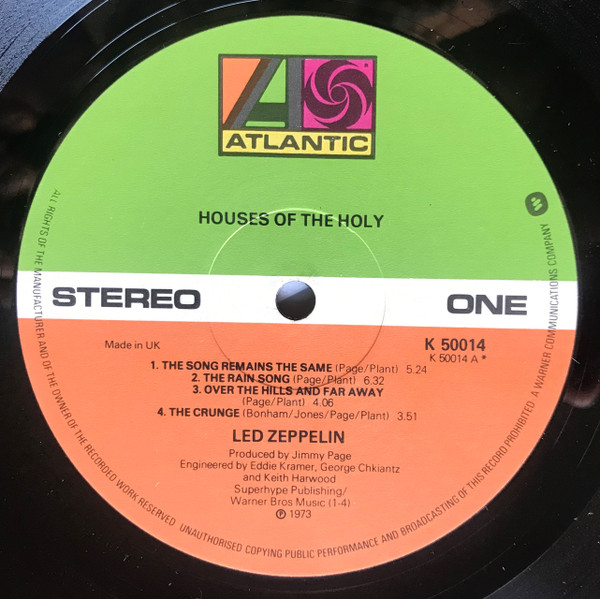 ATLANTIC
HOUSES OF THE HOLY
STEREO
ONE
Made in UK
K 50014
K 50014 A *
1. THE SONG REMAINS THE SAME (Page/Plant) 5.24
2. THE RAIN SONG (Page/Plant) 6.32
3. OVER THE HILLS AND FAR AWAY
(Page/Plant) 4.06
4. THE CRUNGE (Bonham/Jones/Page/Plant) 3.51
LED ZEPPELIN
Produced by Jimmy Page
Engineered by Eddie Kramer, George Chkiantz
and Keith Harwood
Superhype Publishing/
Warner Bros Music (1-4)
℗ 1973
ALL RIGHTS OF THE MANUFACTURER AND OF THE OWNER OF THE RECORDED WORK RESERVED UNAUTHORISED COPYING PUBLIC PERFORMANCE AND BROADCASTING OF THIS RECORD PROHIBITED A WARNER COMMUNICATIONS COMPANY